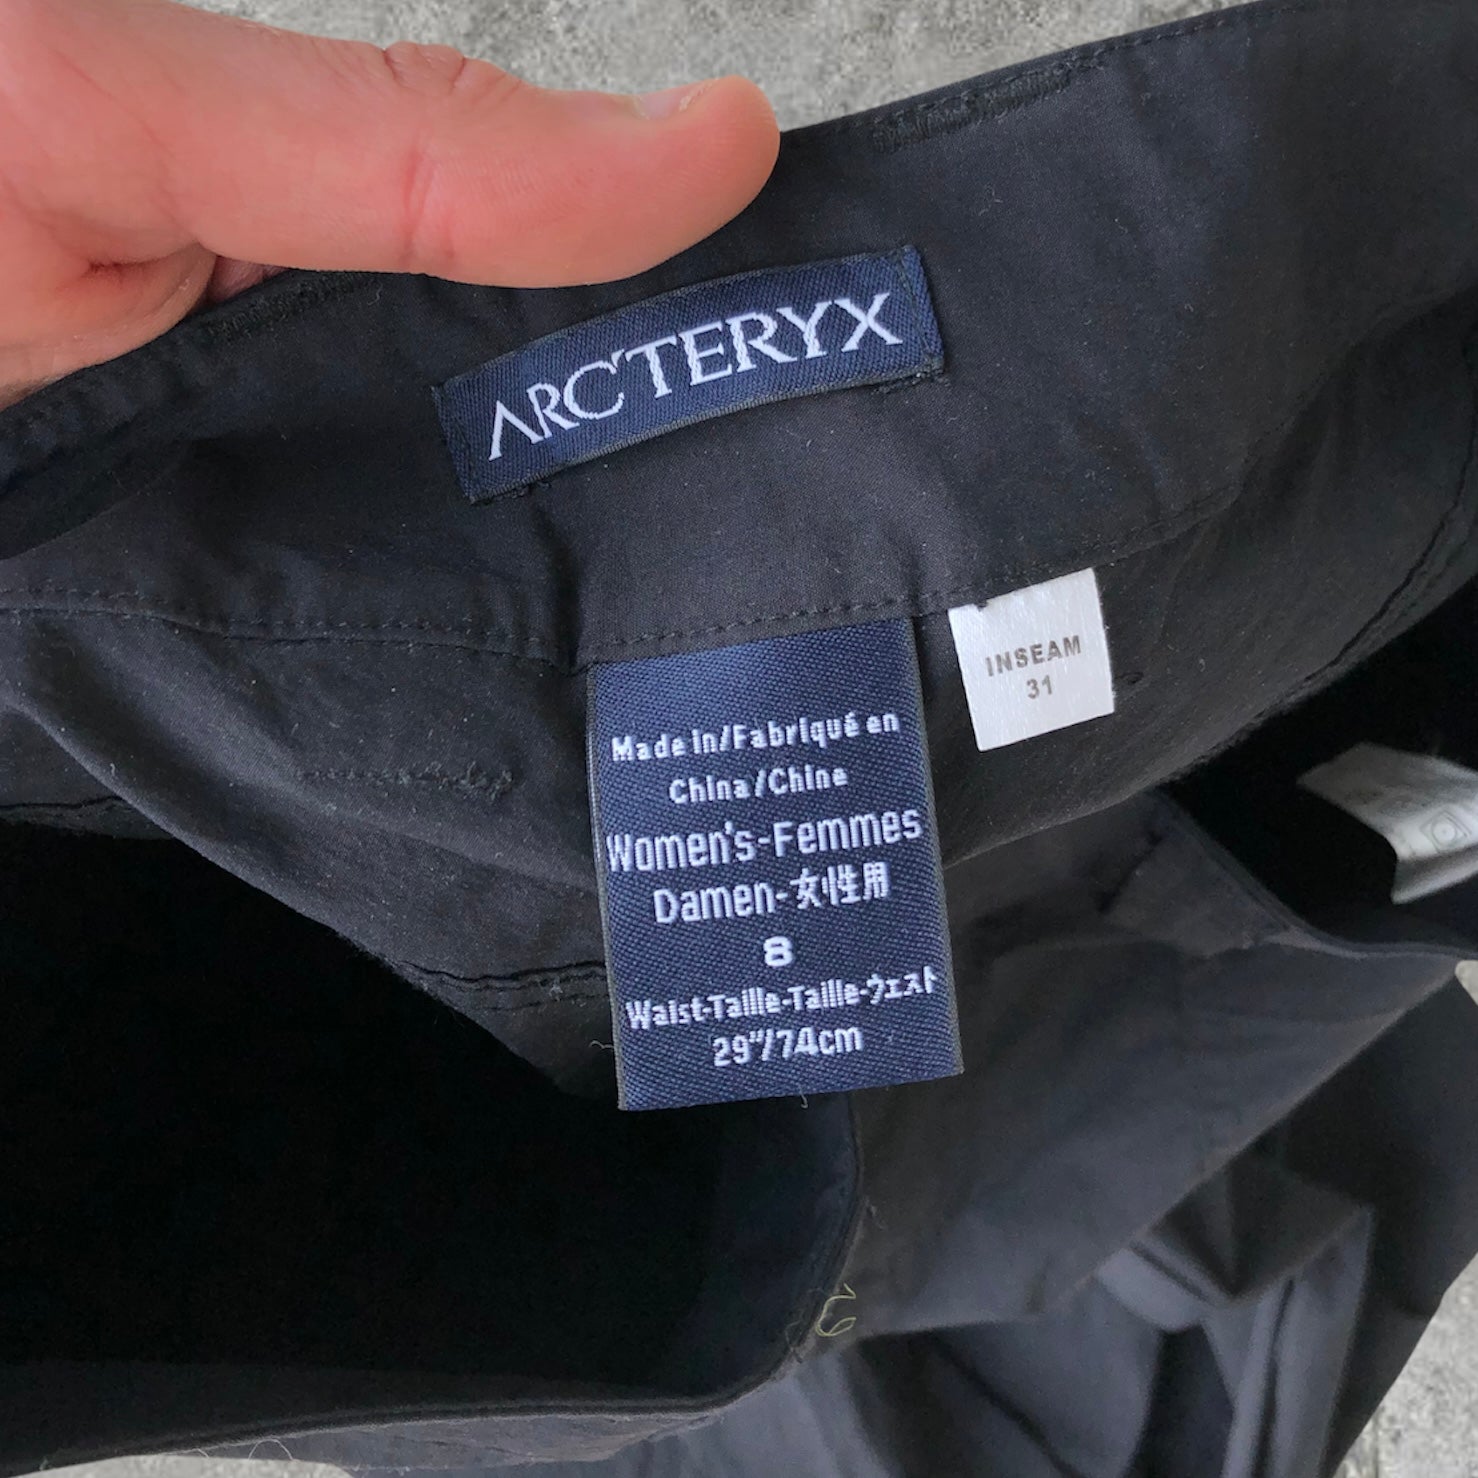 ARC'TERYX
INSEAM
31
Made in/Fabriqué en
China/Chine
Women's-Femmes
Damen-女性用
8
Waist-Taille-Taille-ウェスト
29"/74cm